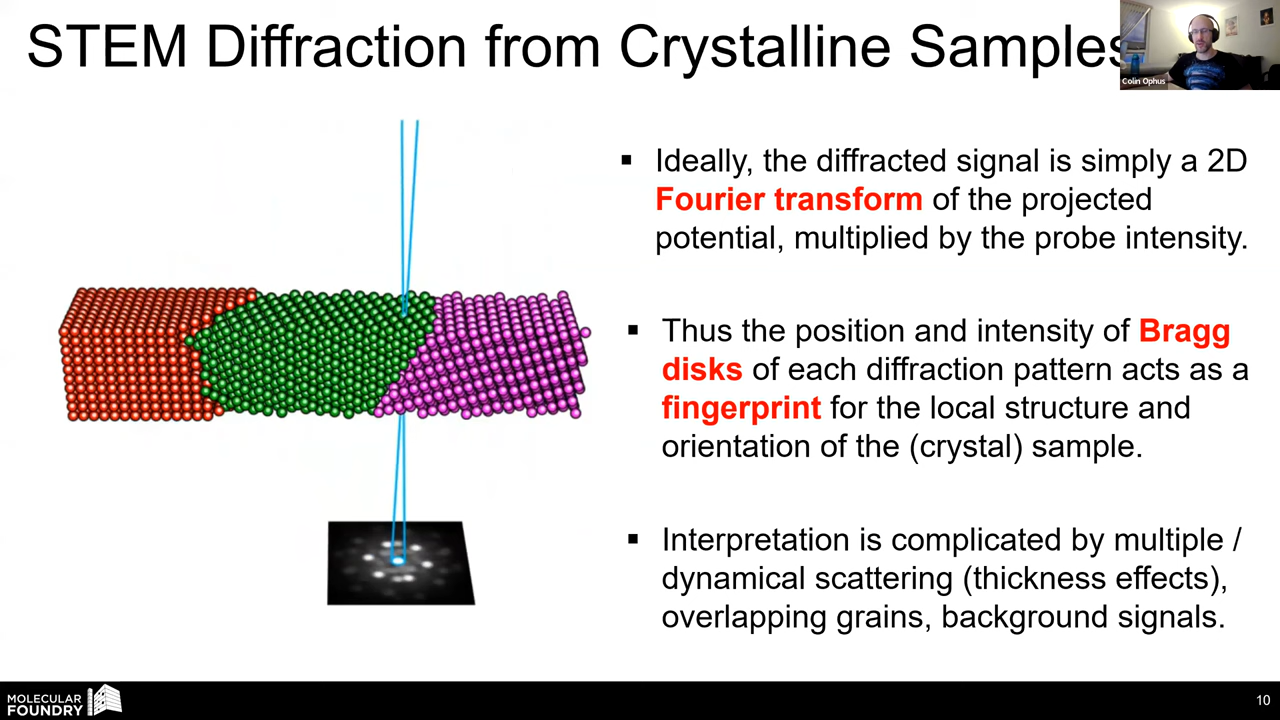 STEM Diffraction from Crystalline Samples
Colin Ophus
▪ Ideally, the diffracted signal is simply a 2D
Fourier transform of the projected
potential, multiplied by the probe intensity.
▪ Thus the position and intensity of Bragg
disks of each diffraction pattern acts as a
fingerprint for the local structure and
orientation of the (crystal) sample.
▪ Interpretation is complicated by multiple /
dynamical scattering (thickness effects),
overlapping grains, background signals.
MOLECULAR
FOUNDRY
10